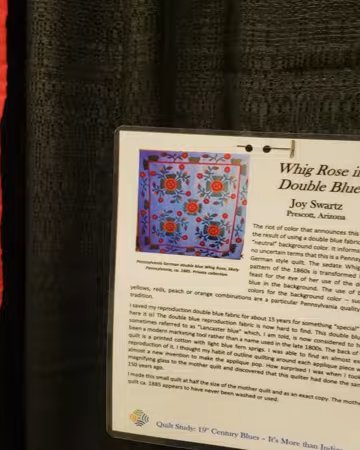 Whig Rose i
Double Blue
Joy Swartz
Prescott, Arizona
The riot of color that announces this
the result of using a double blue fabric
"neutral" background color. It informs
no uncertain terms that this is a Pennsy
German style quilt. The sedate Whi
pattern of the 1860s is transformed
feast for the eye of her use of the
blue in the background. The use of
colors for the background color –
Pennsylvania German double blue Whig Rose,
Pennsylvania, ca. 1885.
yellows, reds, peach or orange combinations are a particular Pennsylvania quality
tradition.
I saved my reproduction double blue fabric for about 15 years for something "special"
here it is! The double blue reproduction fabric is now hard to find. This double blu
sometimes referred to as "Lancaster blue" which, I am told, is now considered to h
been a modern marketing tool rather than a name used in the late 1800s. The back of
quilt is a printed cotton with light blue fern sprigs. I was able to find an almost e
reproduction of it. I thought my habit of outline quilting around each applique piece w
almost a new invention to make the applique pop. How surprised I was when I took
magnifying glass to the mother quilt and discovered that this quilter had done the sam
150 years ago.
I made this small quilt at half the size of the mother quilt and as an exact copy. The mothe
quilt ca. 1885 appears to have never been washed or used.
Quilt Study: 19th Century Blues – It's More than Indig